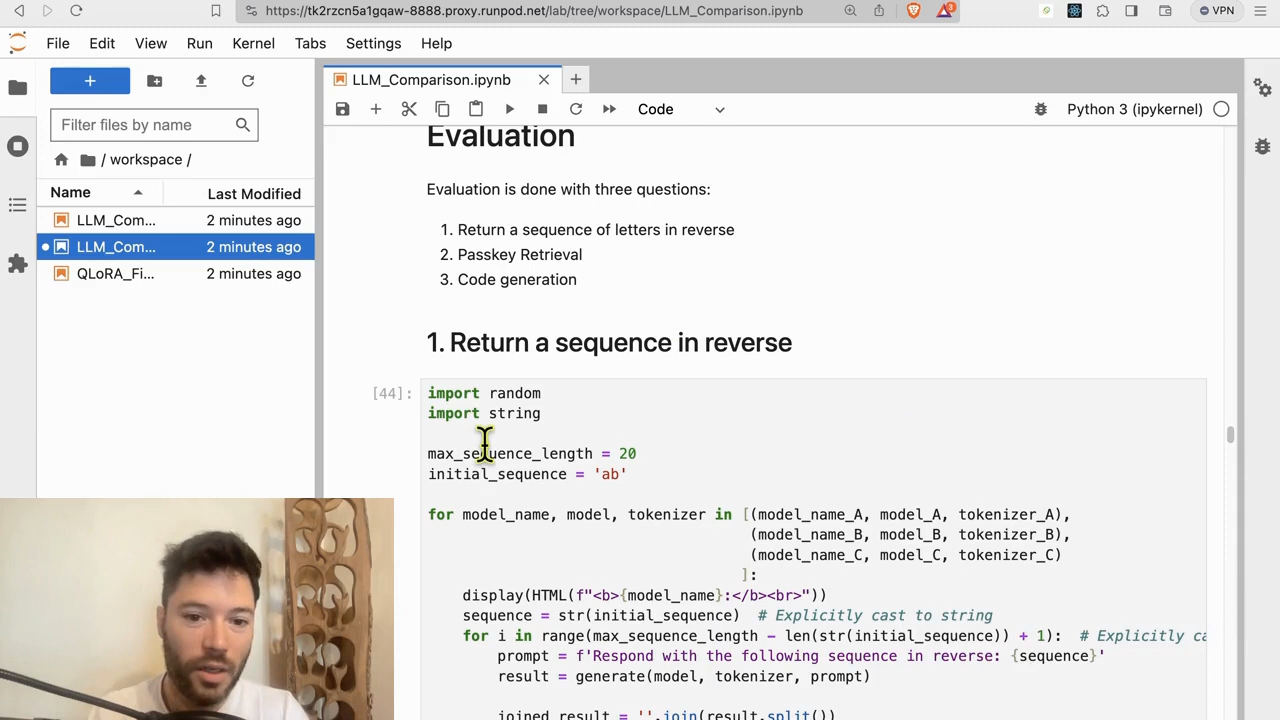 https://tk2rzcn5a1gqaw-8888.proxy.runpod.net/lab/tree/workspace/LLM_Comparison.ipynb
3
VPN
File Edit View Run Kernel Tabs Settings Help
+
LLM_Comparison.ipynb
Code
Python 3 (ipykernel)
Filter files by name
/ workspace /
Name Last Modified
LLM_Com... 2 minutes ago
LLM_Com... 2 minutes ago
QLoRA_Fi... 2 minutes ago
Evaluation
Evaluation is done with three questions:
1. Return a sequence of letters in reverse
2. Passkey Retrieval
3. Code generation
1. Return a sequence in reverse
[44]:
import random
import string
max_sequence_length = 20
initial_sequence = 'ab'
for model_name, model, tokenizer in [(model_name_A, model_A, tokenizer_A),
(model_name_B, model_B, tokenizer_B),
(model_name_C, model_C, tokenizer_C)
]:
display(HTML(f"<b>{model_name}:</b><br>"))
sequence = str(initial_sequence)  # Explicitly cast to string
for i in range(max_sequence_length - len(str(initial_sequence)) + 1):  # Explicitly ca
prompt = f'Respond with the following sequence in reverse: {sequence}'
result = generate(model, tokenizer, prompt)
joined_result = ''.join(result.split())